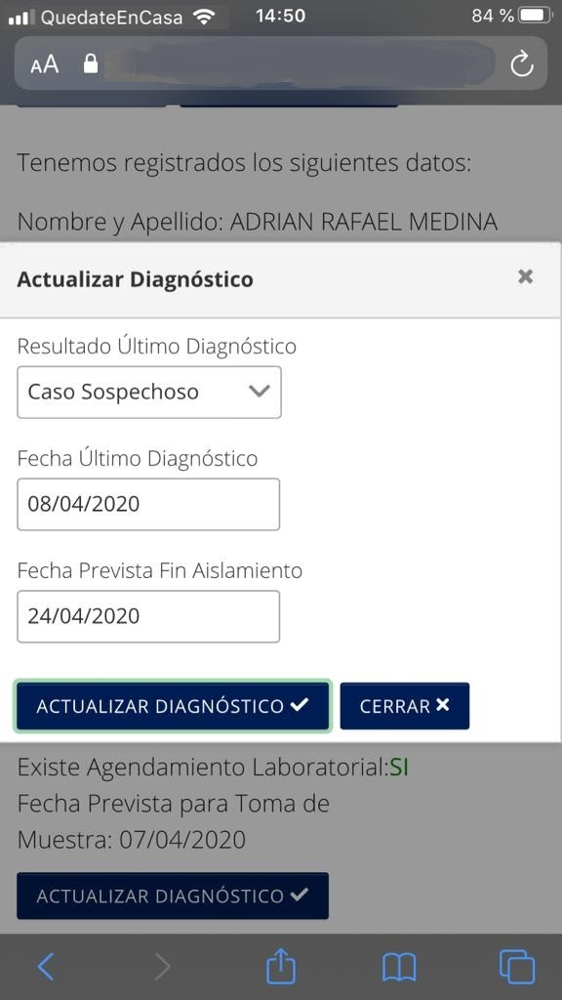 QuedateEnCasa 14:50 84 %
AA
Tenemos registrados los siguientes datos:
Nombre y Apellido: ADRIAN RAFAEL MEDINA
Actualizar Diagnóstico
Resultado Último Diagnóstico
Caso Sospechoso
Fecha Último Diagnóstico
08/04/2020
Fecha Prevista Fin Aislamiento
24/04/2020
ACTUALIZAR DIAGNÓSTICO CERRAR
Existe Agendamiento Laboratorial:SI
Fecha Prevista para Toma de
Muestra: 07/04/2020
ACTUALIZAR DIAGNÓSTICO